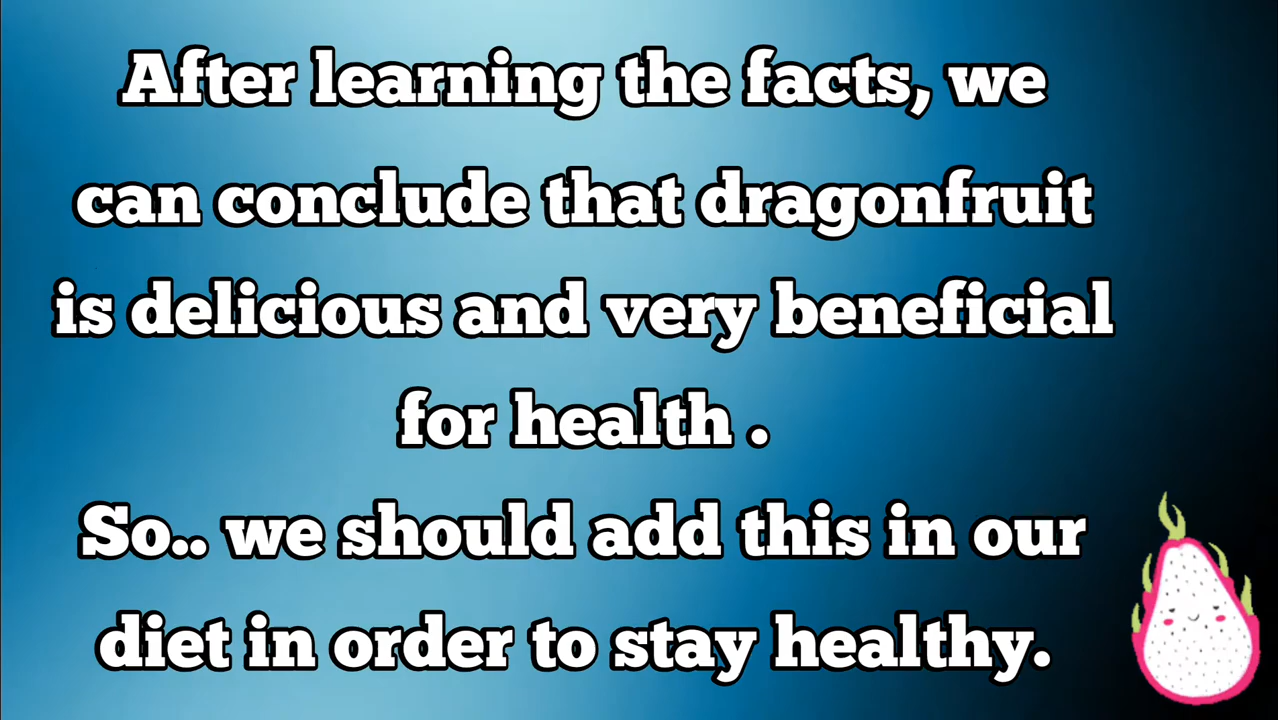 After learning the facts, we
can conclude that dragonfruit
is delicious and very beneficial
for health .
So.. we should add this in our
diet in order to stay healthy.